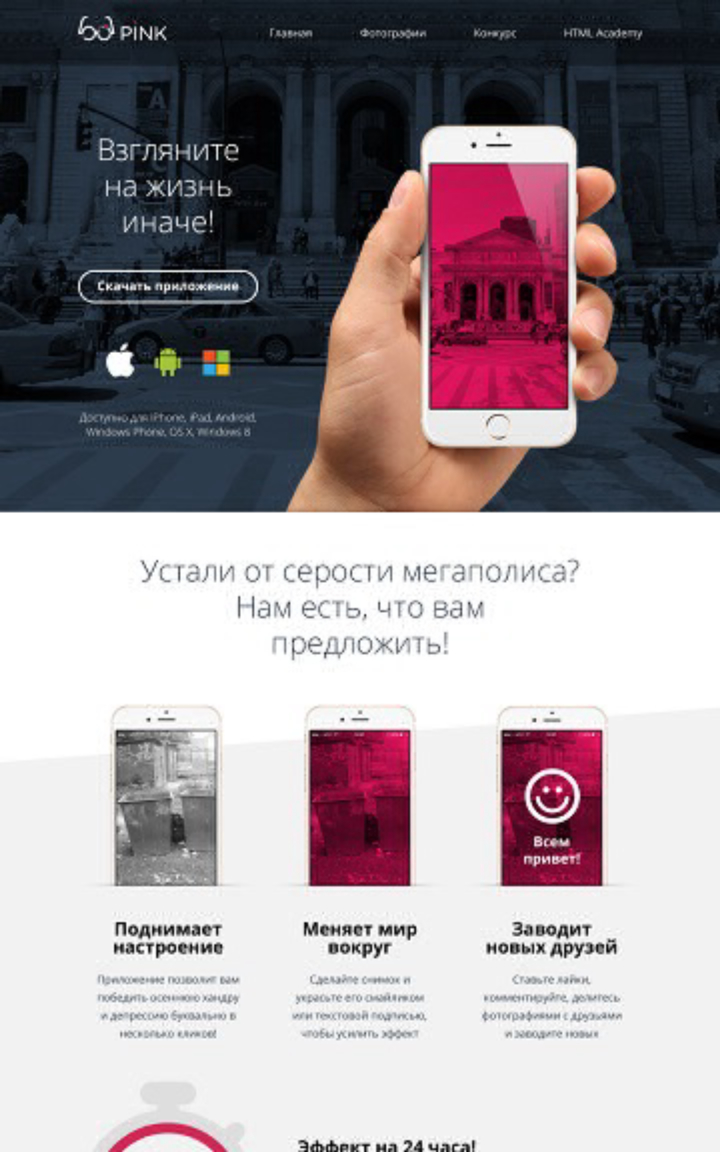 PINK
Главная Фотографии Конкурс HTML Academy
Взгляните
на жизнь
иначе!
Скачать приложение
Доступно для iPhone, iPad, Android,
Windows Phone, OS X, Windows 8
Устали от серости мегаполиса?
Нам есть, что вам
предложить!
Всем
привет!
Поднимает
настроение
Приложение позволит вам
победить осеннюю хандру
и депрессию буквально в
несколько кликов!
Меняет мир
вокруг
Сделайте снимок и
украсьте его смайликом
или текстовой подписью,
чтобы усилить эффект
Заводит
новых друзей
Ставьте лайки,
комментируйте, делитесь
фотографиями с друзьями
и заводите новых
Эффект на 24 часа!